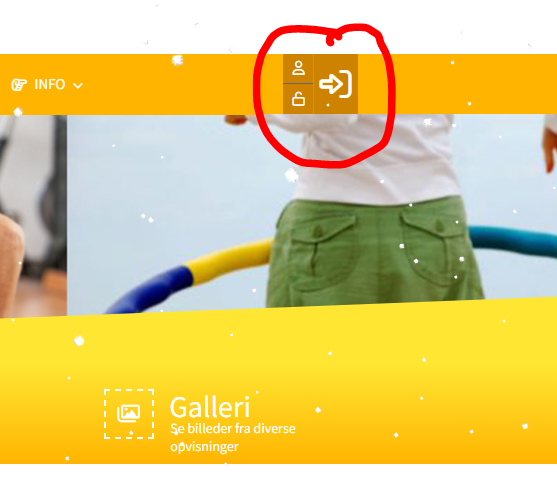 INFO
Galleri
Se billeder fra diverse
opvisninger